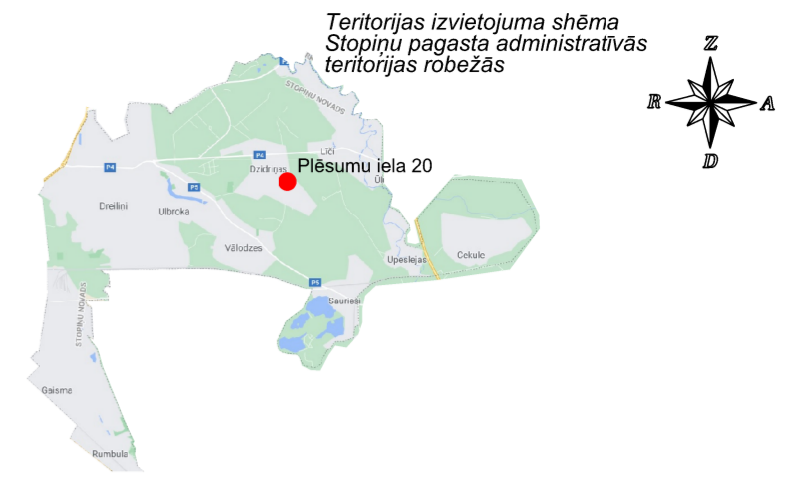 Teritorijas izvietojuma shēma
Stopiņu pagasta administratīvās
teritorijas robežās
Z
R
A
D
P
STOPIŅU NOVADS
Līči
P4
P4
Dzidriņas
Plēsumu iela 20
Ūli
P5
Dreiliņi
Ulbroka
Vālodzes
Upeslejas
Cekule
P5
Saurieši
STOPIŅU NOVADS
Gaisma
Rumbula